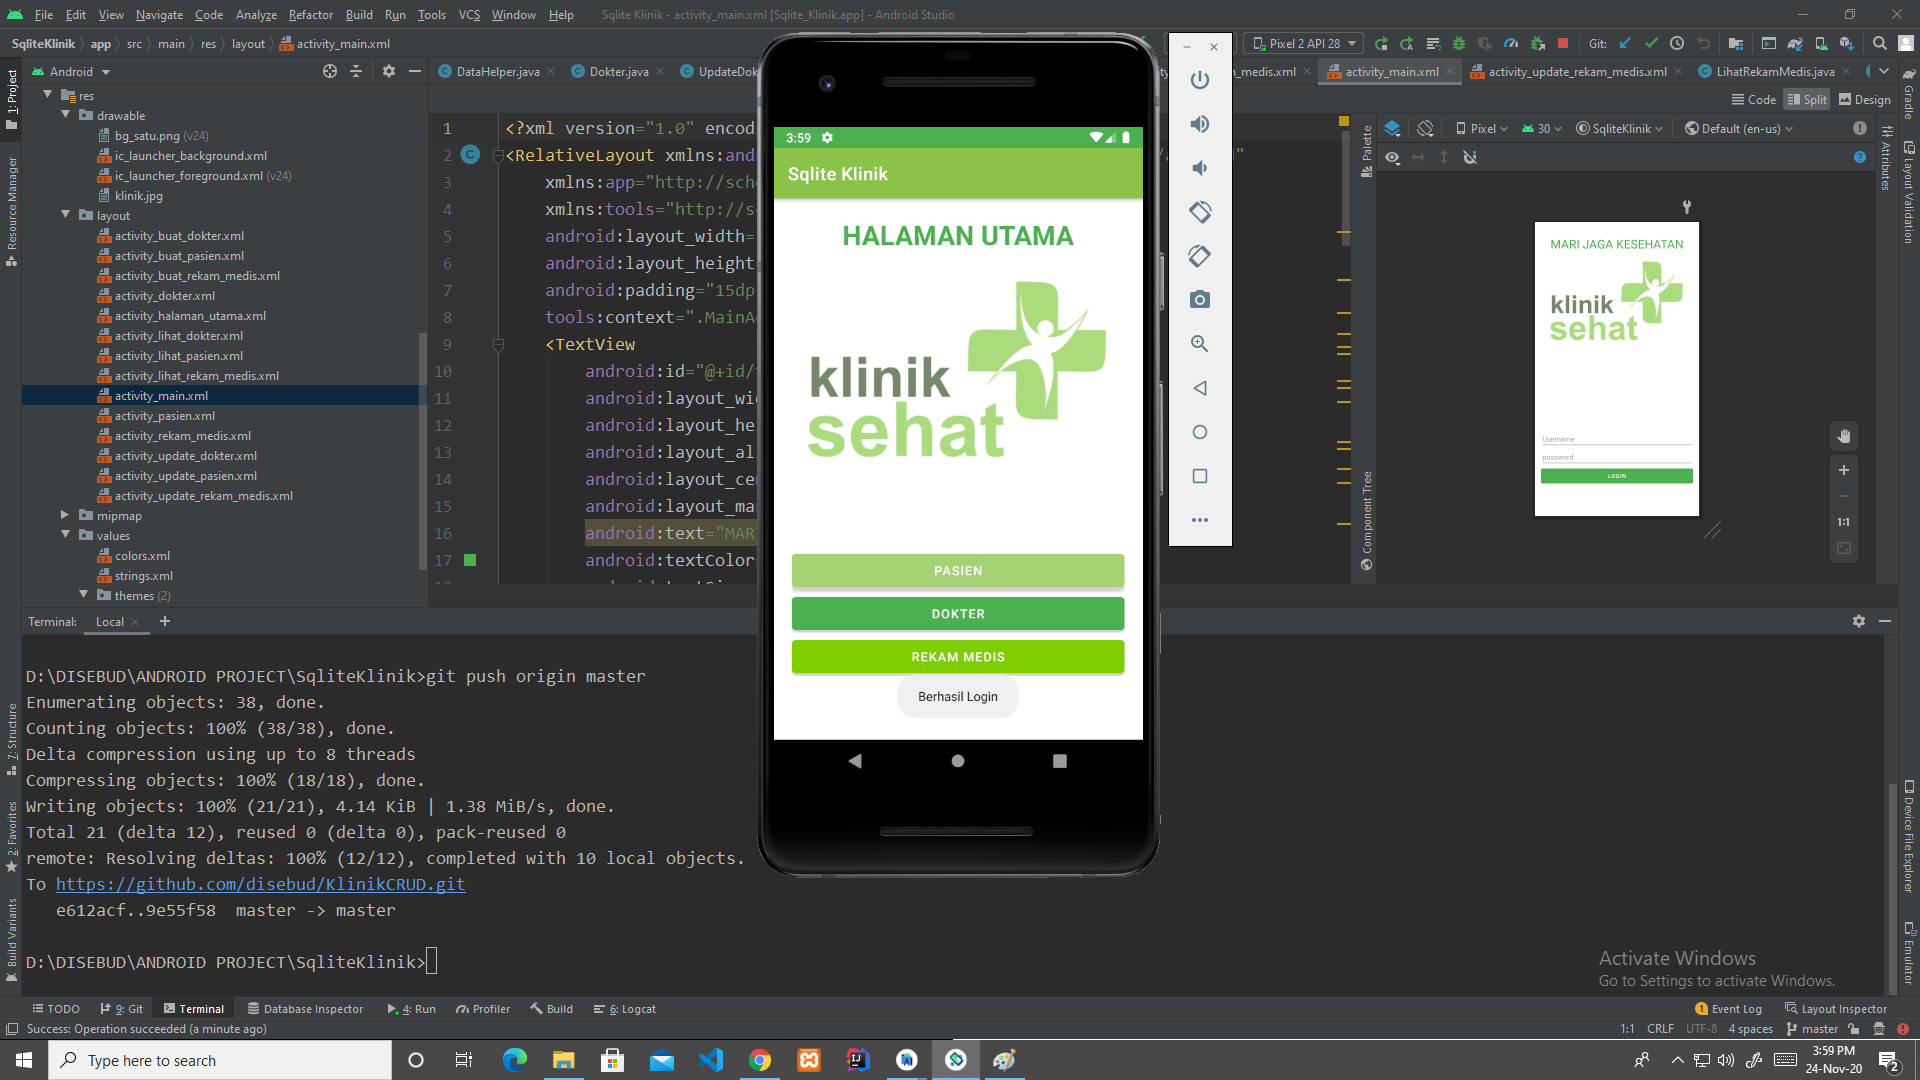 File Edit View Navigate Code Analyze Refactor Build Run Tools VCS Window Help Sqlite Klinik - activity_main.xml [Sqlite_Klinik.app] - Android Studio
SqliteKlinik app src main res layout activity_main.xml
Pixel 2 API 28 Git:
Android
DataHelper.java Dokter.java UpdateDok
_medis.xml activity_main.xml activity_update_rekam_medis.xml LihatRekamMedis.java
Code Split Design
1: Project
Resource Manager
7: Structure
2: Favorites
Build Variants
res
drawable
bg_satu.png (v24)
ic_launcher_background.xml
ic_launcher_foreground.xml (v24)
klinik.jpg
layout
activity_buat_dokter.xml
activity_buat_pasien.xml
activity_buat_rekam_medis.xml
activity_dokter.xml
activity_halaman_utama.xml
activity_lihat_dokter.xml
activity_lihat_pasien.xml
activity_lihat_rekam_medis.xml
activity_main.xml
activity_pasien.xml
activity_rekam_medis.xml
activity_update_dokter.xml
activity_update_pasien.xml
activity_update_rekam_medis.xml
mipmap
values
colors.xml
strings.xml
themes (2)
1 <?xml version="1.0" encodi
2 <RelativeLayout xmlns:and
3 xmlns:app="http://sch
4 xmlns:tools="http://s
5 android:layout_width=
6 android:layout_height
7 android:padding="15dp
8 tools:context=".MainA
9 <TextView
10 android:id="@+id/
11 android:layout_wi
12 android:layout_he
13 android:layout_al
14 android:layout_ce
15 android:layout_ma
16 android:text="MAR
17 android:textColor
3:59
Sqlite Klinik
HALAMAN UTAMA
klinik
sehat
PASIEN
DOKTER
REKAM MEDIS
Berhasil Login
Palette
Component Tree
Pixel 30 SqliteKlinik Default (en-us)
MARI JAGA KESEHATAN
klinik
sehat
Username
password
LOGIN
1:1
Gradle
Attributes
Layout Validation
Device File Explorer
Emulator
Terminal: Local
D:\DISEBUD\ANDROID PROJECT\SqliteKlinik>git push origin master
Enumerating objects: 38, done.
Counting objects: 100% (38/38), done.
Delta compression using up to 8 threads
Compressing objects: 100% (18/18), done.
Writing objects: 100% (21/21), 4.14 KiB | 1.38 MiB/s, done.
Total 21 (delta 12), reused 0 (delta 0), pack-reused 0
remote: Resolving deltas: 100% (12/12), completed with 10 local objects.
To https://github.com/disebud/KlinikCRUD.git
e612acf..9e55f58 master -> master
D:\DISEBUD\ANDROID PROJECT\SqliteKlinik>
Activate Windows
Go to Settings to activate Windows.
TODO 9: Git Terminal Database Inspector 4: Run Profiler Build 6: Logcat 1 Event Log Layout Inspector
Success: Operation succeeded (a minute ago) 1:1 CRLF UTF-8 4 spaces master
Type here to search
3:59 PM
24-Nov-20
2